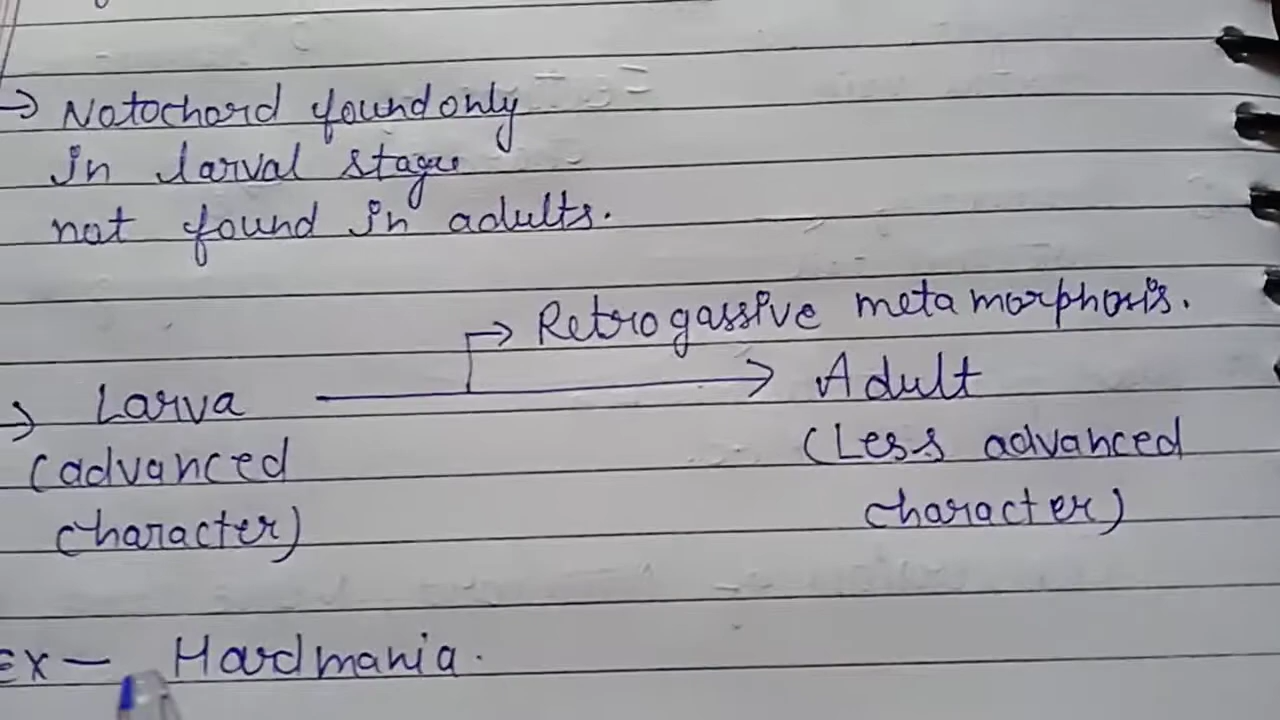 → Notochord found only
in larval stage
not found in adults.
→ Retrogassive metamorphosis.
→ Larva → Adult
(advanced (Less advanced
character) character)
Ex - Hardmania.